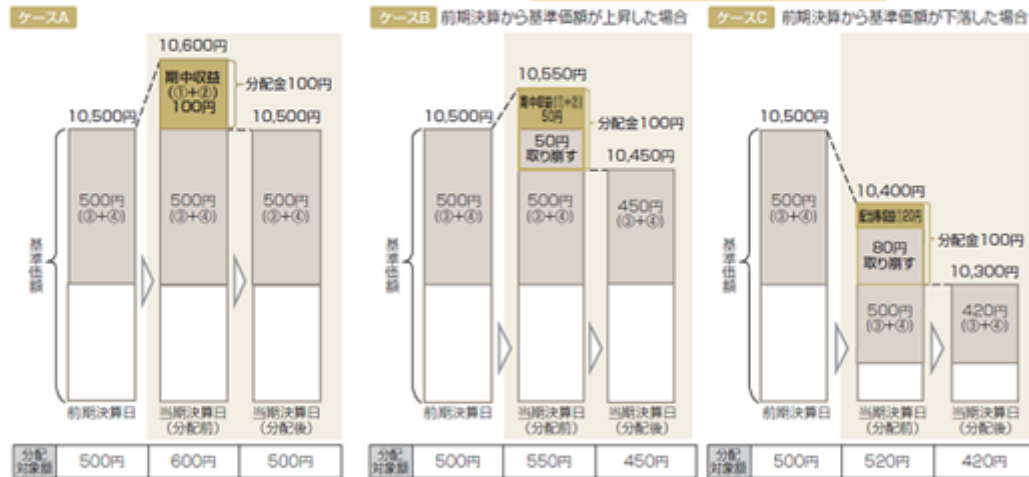 ケースA
10,600円
期中収益
(①+②)
100円
分配金100円
10,500円
10,500円
500円
(③+④)
500円
(③+④)
500円
(③+④)
基準価額
前期決算日
当期決算日
(分配前)
当期決算日
(分配後)
分配
対象額
500円
600円
500円
ケースB 前期決算から基準価額が上昇した場合
10,550円
期中収益(①+②)
50円
10,500円
分配金100円
50円
取り崩す
10,450円
500円
(③+④)
500円
(③+④)
450円
(③+④)
基準価額
前期決算日
当期決算日
(分配前)
当期決算日
(分配後)
分配
対象額
500円
550円
450円
ケースC 前期決算から基準価額が下落した場合
10,500円
10,400円
配当等収益①20円
分配金100円
80円
取り崩す
10,300円
500円
(③+④)
500円
(③+④)
420円
(③+④)
基準価額
前期決算日
当期決算日
(分配前)
当期決算日
(分配後)
分配
対象額
500円
520円
420円